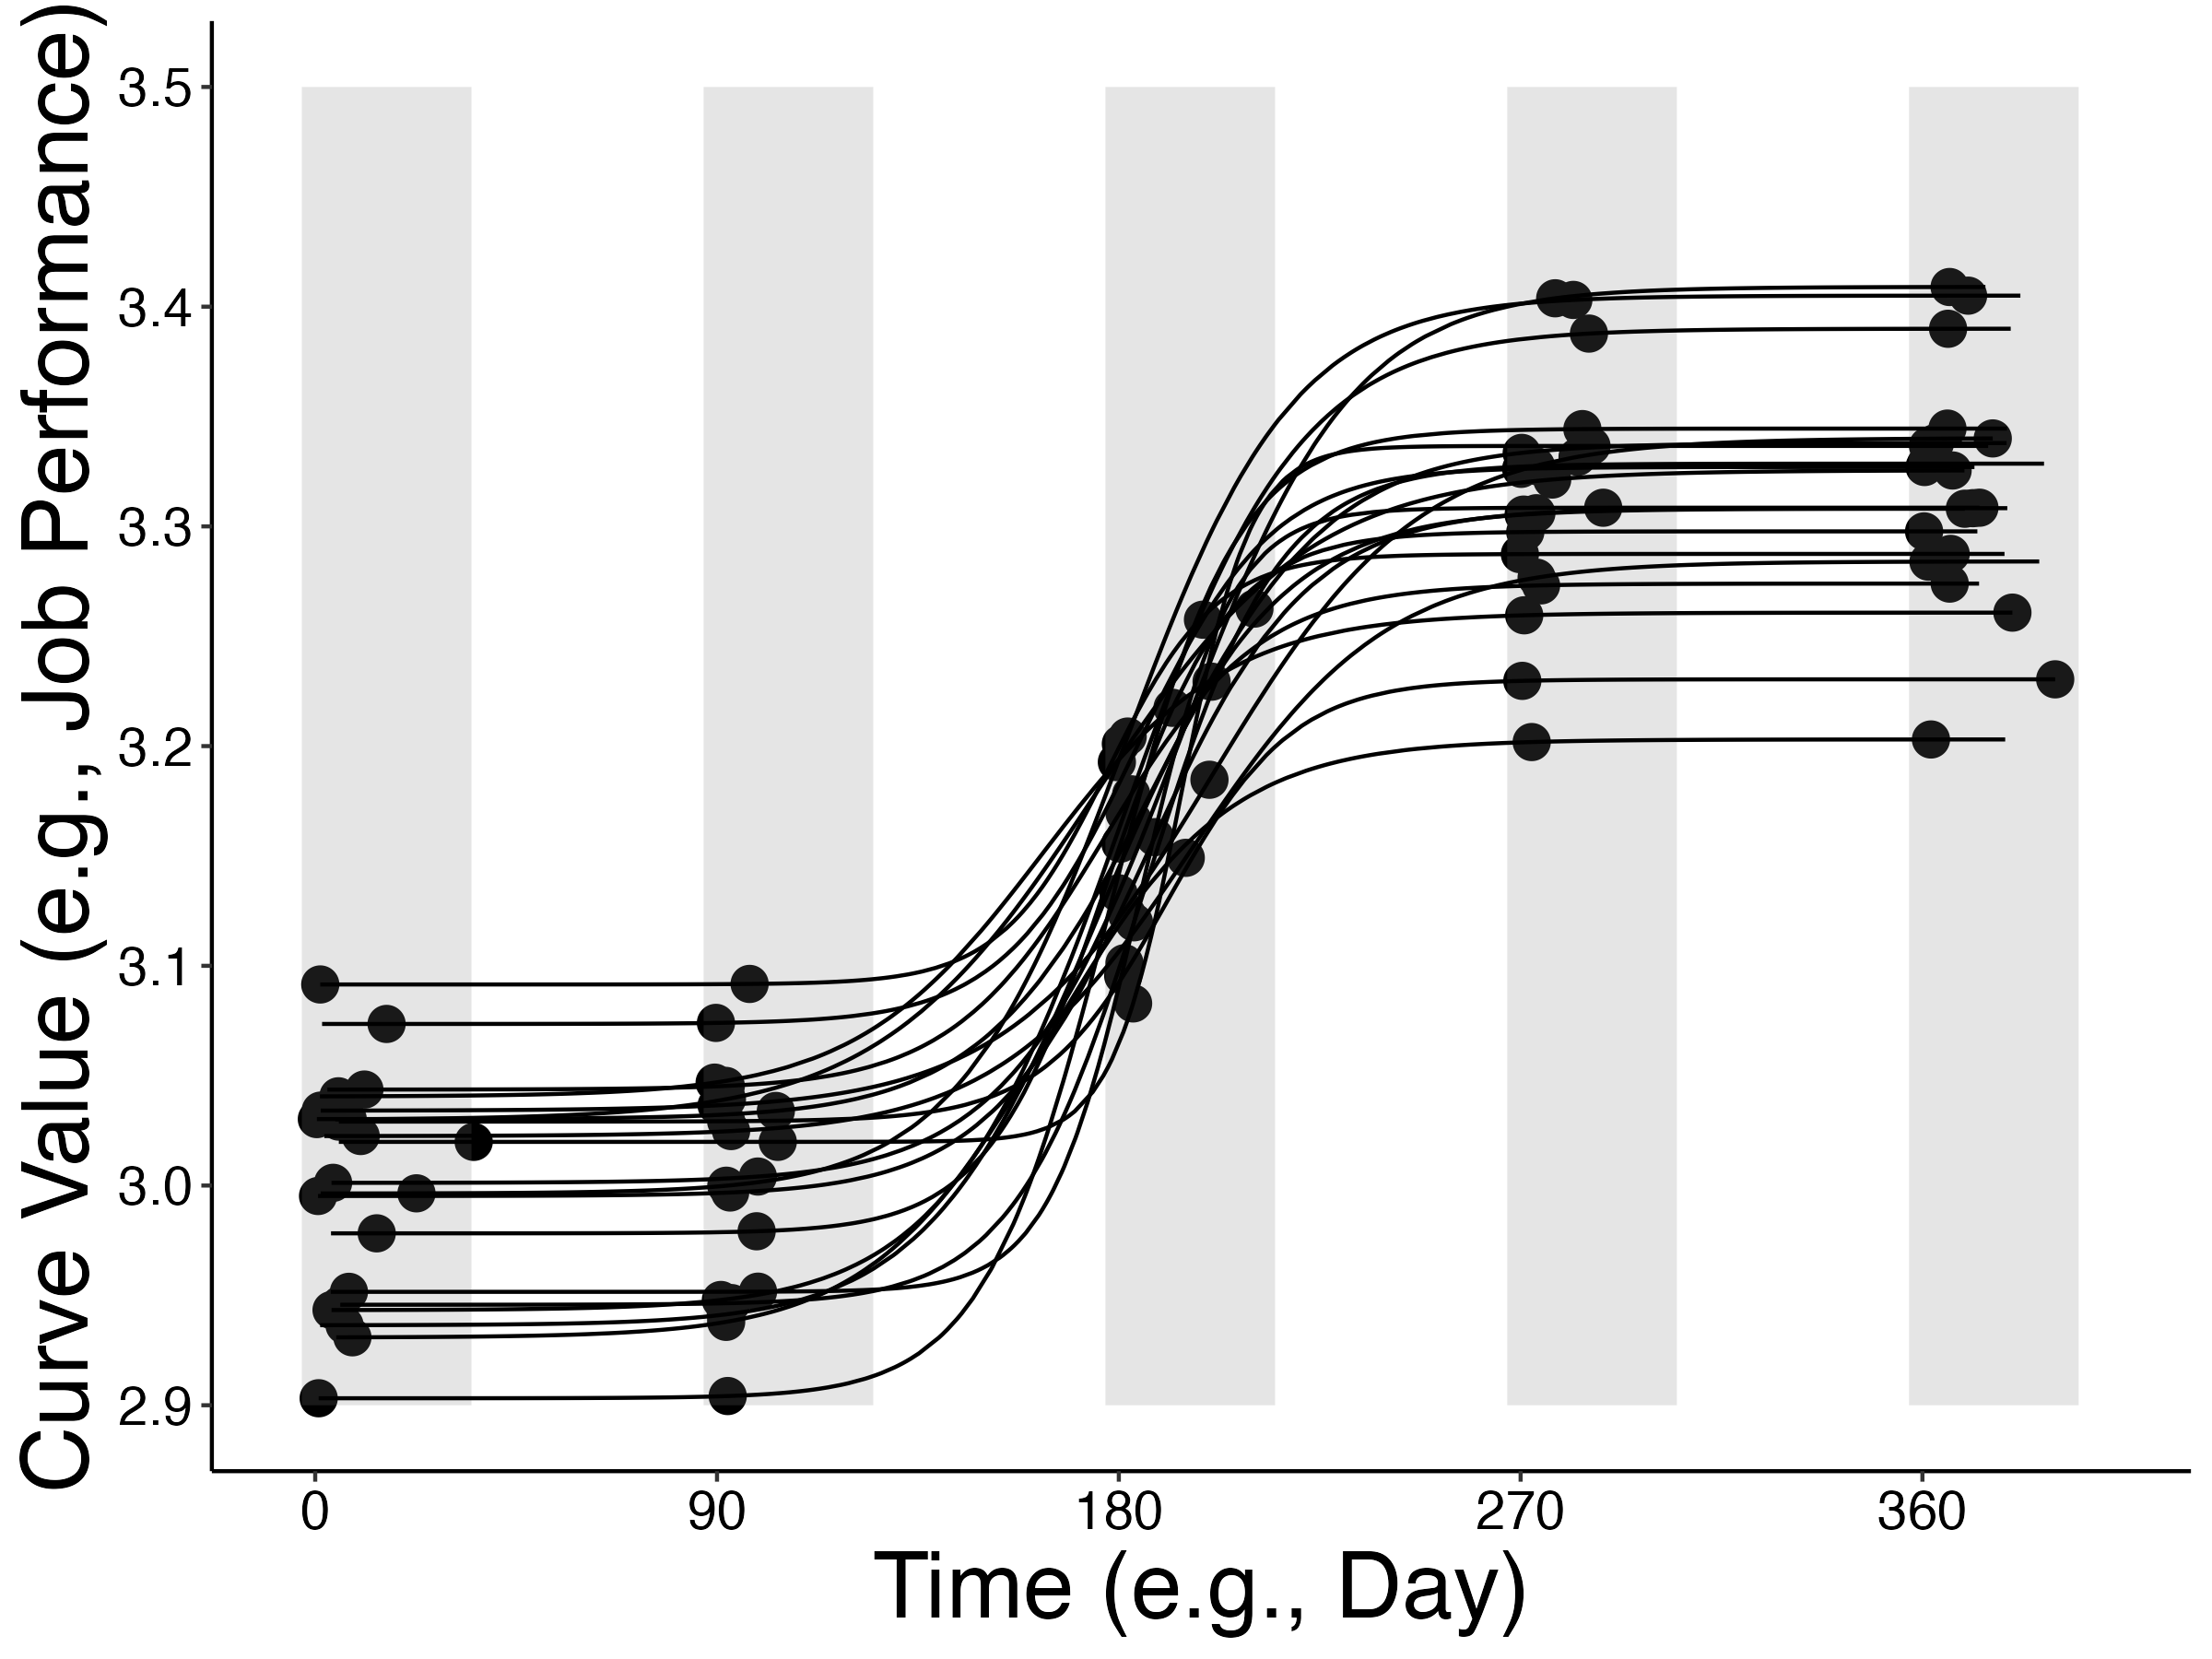 Curve Value (e.g., Job Performance)
3.5
3.4
3.3
3.2
3.1
3.0
2.9
0 90 180 270 360
Time (e.g., Day)